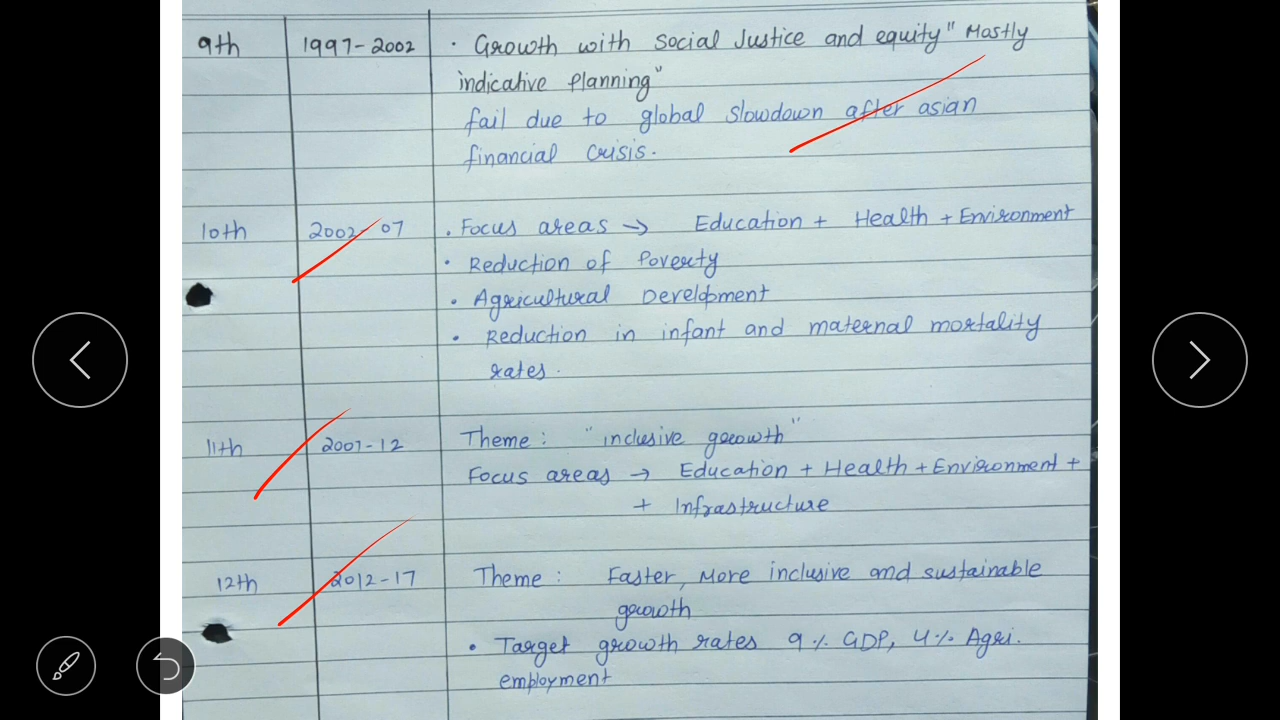 9th 1997-2002 · Growth with social Justice and equity" Mostly
indicative planning"
fail due to global slowdown after asian
financial crisis.
10th 2002-07 · Focus areas → Education + Health + Environment
· Reduction of Poverty
· Agricultural Development
· Reduction in infant and maternal mortality
rates.
11th 2007-12 Theme: "inclusive growth"
Focus areas → Education + Health + Environment +
+ Infrastructure
12th 2012-17 Theme: Faster, More inclusive and sustainable
growth
· Target growth rates 9% GDP, 4% Agri.
employment